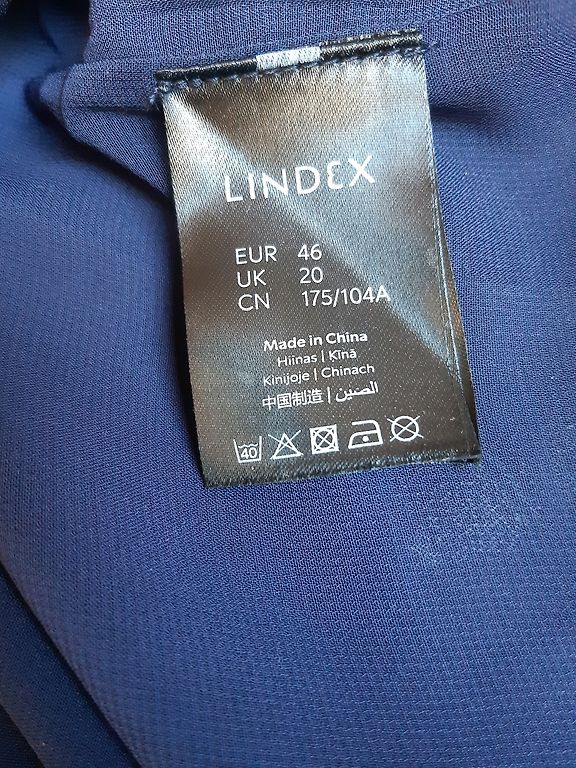 LINDEX
EUR 46
UK 20
CN 175/104A
Made in China
Hiinas | Ķīnā
Kinijoje | Chinach
中国制造 | الصين
40